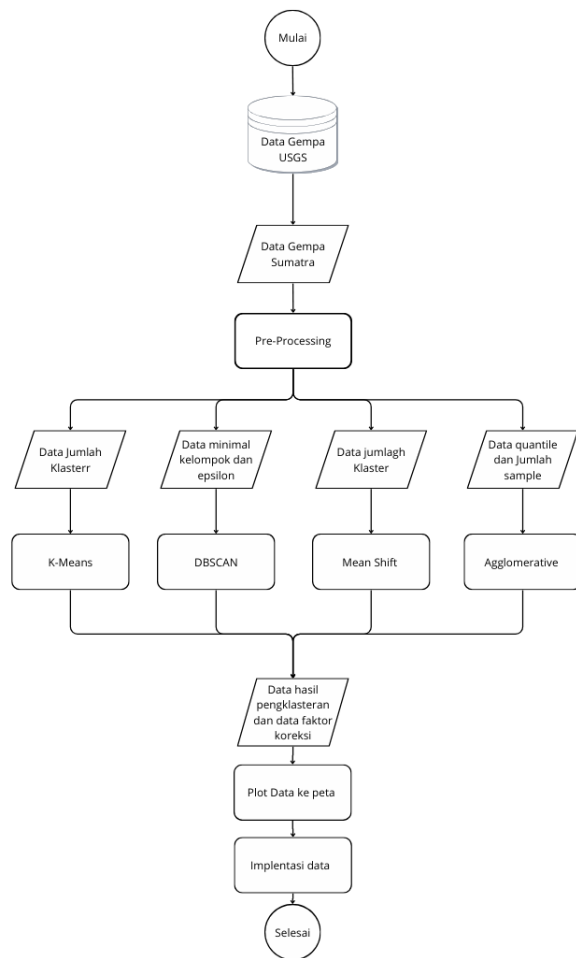 Mulai
Data Gempa
USGS
Data Gempa
Sumatra
Pre-Processing
Data Jumlah
Klasterr
Data minimal
kelompok dan
epsilon
Data jumlagh
Klaster
Data quantile
dan Jumlah
sample
K-Means
DBSCAN
Mean Shift
Agglomerative
Data hasil
pengklasteran
dan data faktor
koreksi
Plot Data ke peta
Implentasi data
Selesai